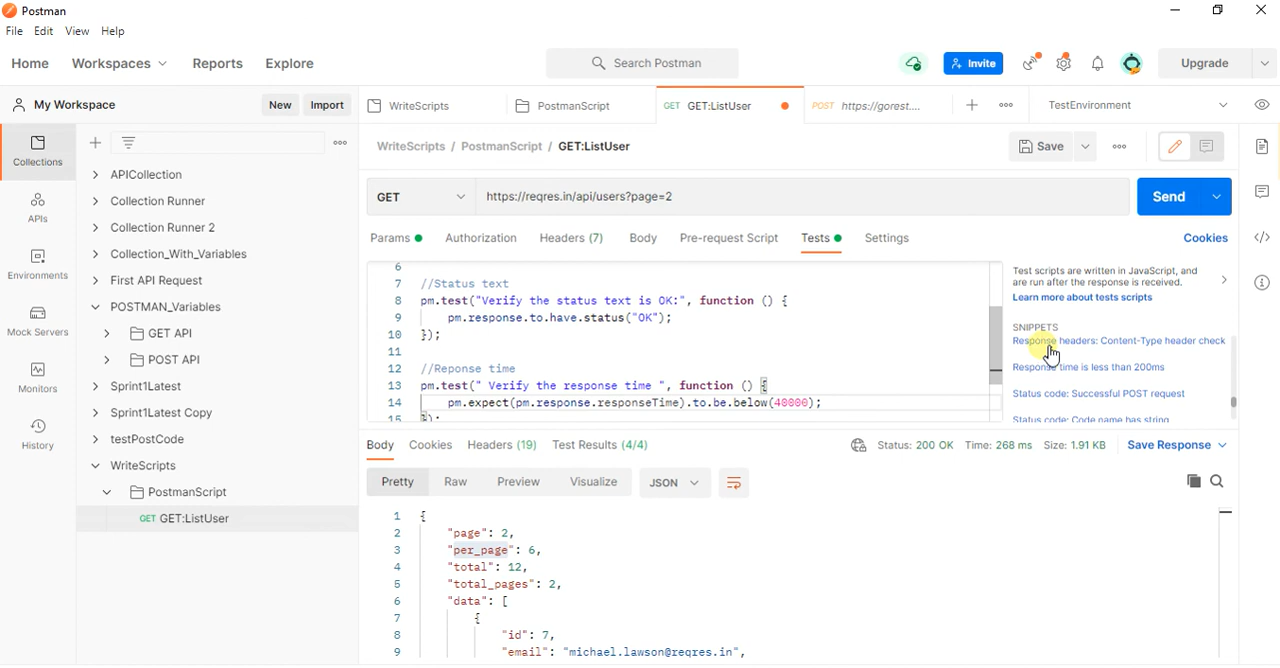 Postman
File Edit View Help
Home Workspaces Reports Explore Search Postman Invite Upgrade
My Workspace New Import WriteScripts PostmanScript GET GET:ListUser POST https://gorest.... TestEnvironment
Collections
APIs
Environments
Mock Servers
Monitors
History
APICollection
Collection Runner
Collection Runner 2
Collection_With_Variables
First API Request
POSTMAN_Variables
GET API
POST API
Sprint1Latest
Sprint1Latest Copy
testPostCode
WriteScripts
PostmanScript
GET GET:ListUser
WriteScripts / PostmanScript / GET:ListUser Save
GET https://reqres.in/api/users?page=2 Send
Params Authorization Headers (7) Body Pre-request Script Tests Settings Cookies
6
7 //Status text
8 pm.test("Verify the status text is OK:", function () {
9 pm.response.to.have.status("OK");
10 });
11
12 //Reponse time
13 pm.test(" Verify the response time ", function () {
14 pm.expect(pm.response.responseTime).to.be.below(40000);
15 });
Test scripts are written in JavaScript, and
are run after the response is received.
Learn more about tests scripts
SNIPPETS
Response headers: Content-Type header check
Response time is less than 200ms
Status code: Successful POST request
Status code: Code name has string
Body Cookies Headers (19) Test Results (4/4) Status: 200 OK Time: 268 ms Size: 1.91 KB Save Response
Pretty Raw Preview Visualize JSON
1 {
2 "page": 2,
3 "per_page": 6,
4 "total": 12,
5 "total_pages": 2,
6 "data": [
7 {
8 "id": 7,
9 "email": "michael.lawson@reqres.in",